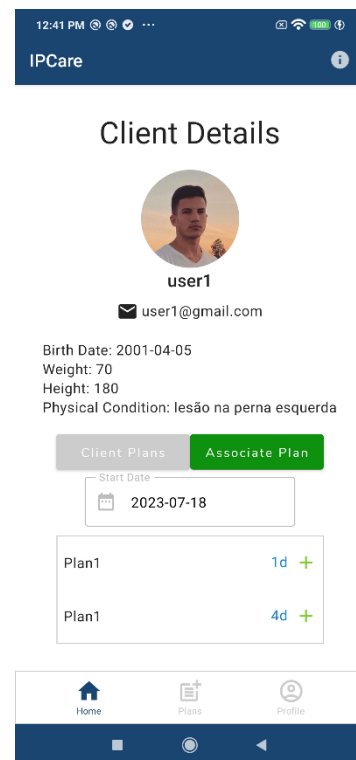 12:41 PM
100
IPCare
Client Details
user1
user1@gmail.com
Birth Date: 2001-04-05
Weight: 70
Height: 180
Physical Condition: lesão na perna esquerda
Client Plans Associate Plan
Start Date
2023-07-18
Plan1 1d +
Plan1 4d +
Home Plans Profile